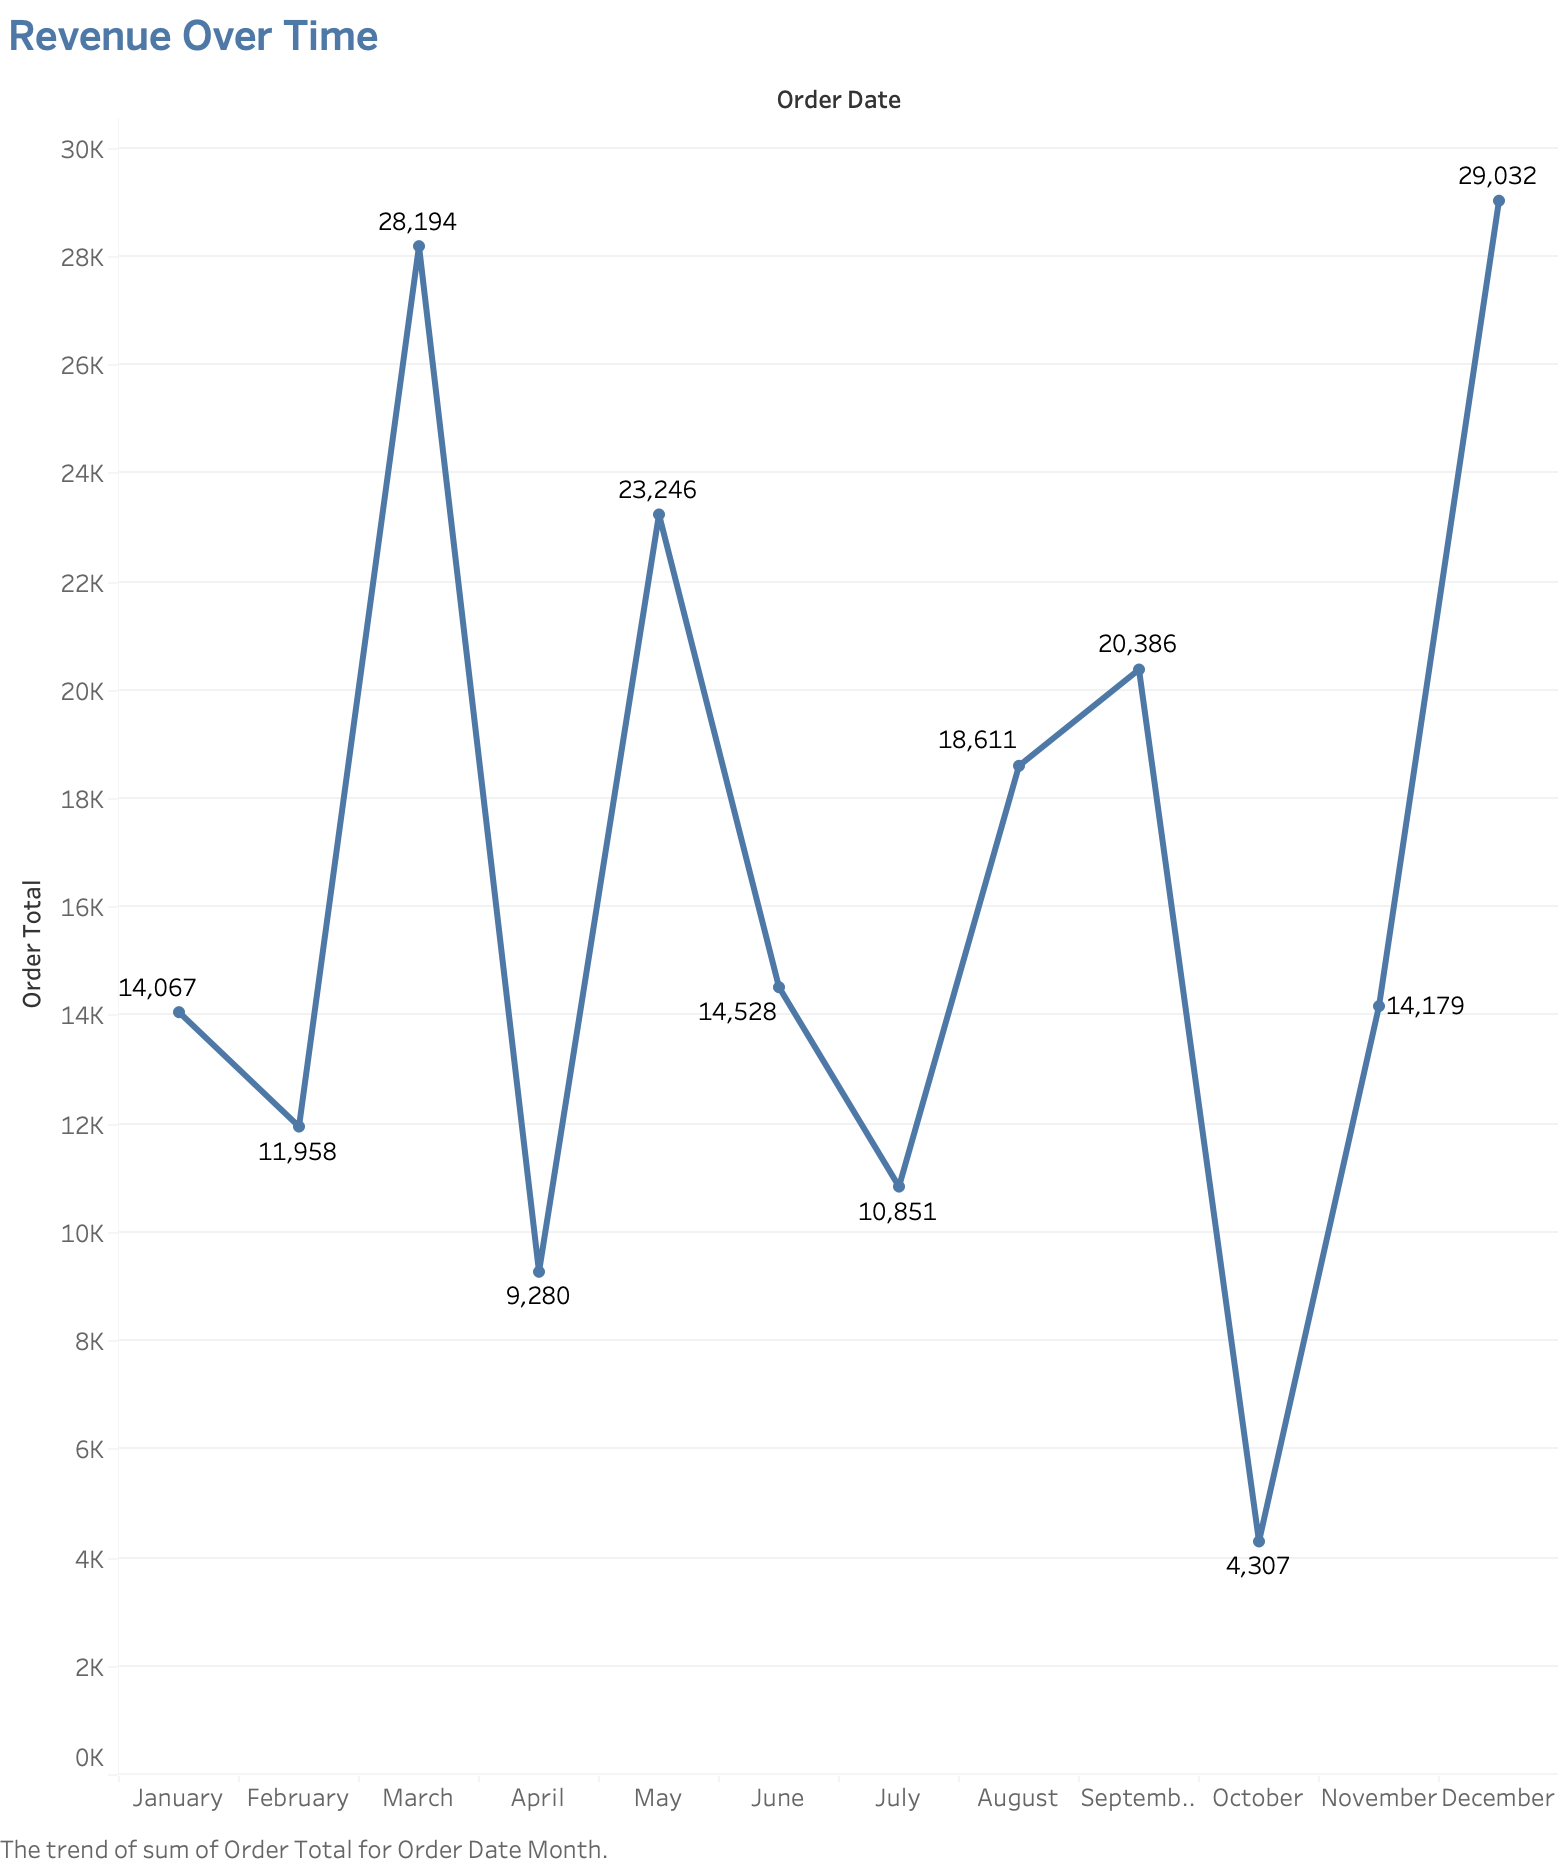 Revenue Over Time
Order Date
30K
29,032
28,194
28K
26K
24K
23,246
22K
20,386
20K
18,611
18K
16K
Order Total
14,067
14,528
14,179
14K
12K
11,958
10,851
10K
9,280
8K
6K
4K
4,307
2K
0K
January February March April May June July August Septemb.. October November December
The trend of sum of Order Total for Order Date Month.